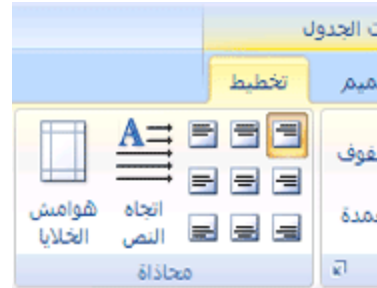 ت الجدول
ميم
تخطيط
فوف
مدة
اتجاه
النص
هوامش
الخلايا
محاذاة